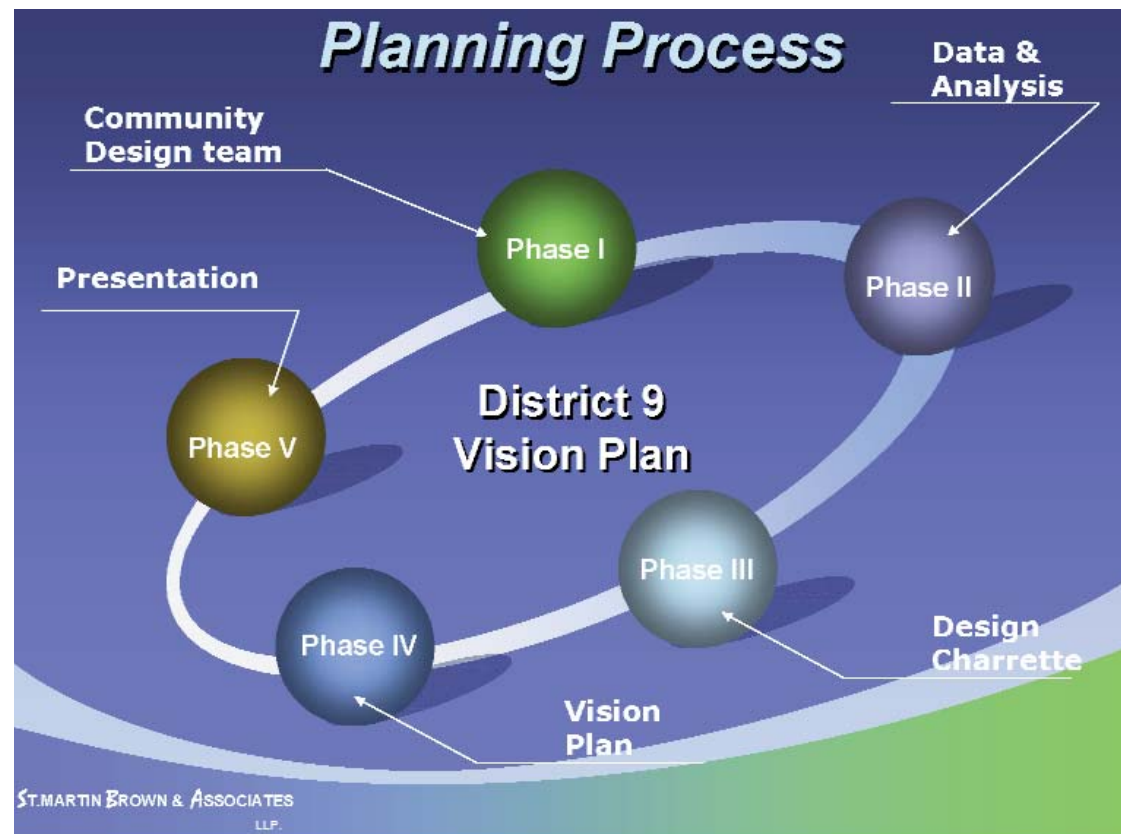 Planning Process
Data &
Analysis
Community
Design team
Phase I
Phase II
Presentation
District 9
Vision Plan
Phase V
Phase III
Phase IV
Design
Charrette
Vision
Plan
ST.MARTIN BROWN & ASSOCIATES
LLP.